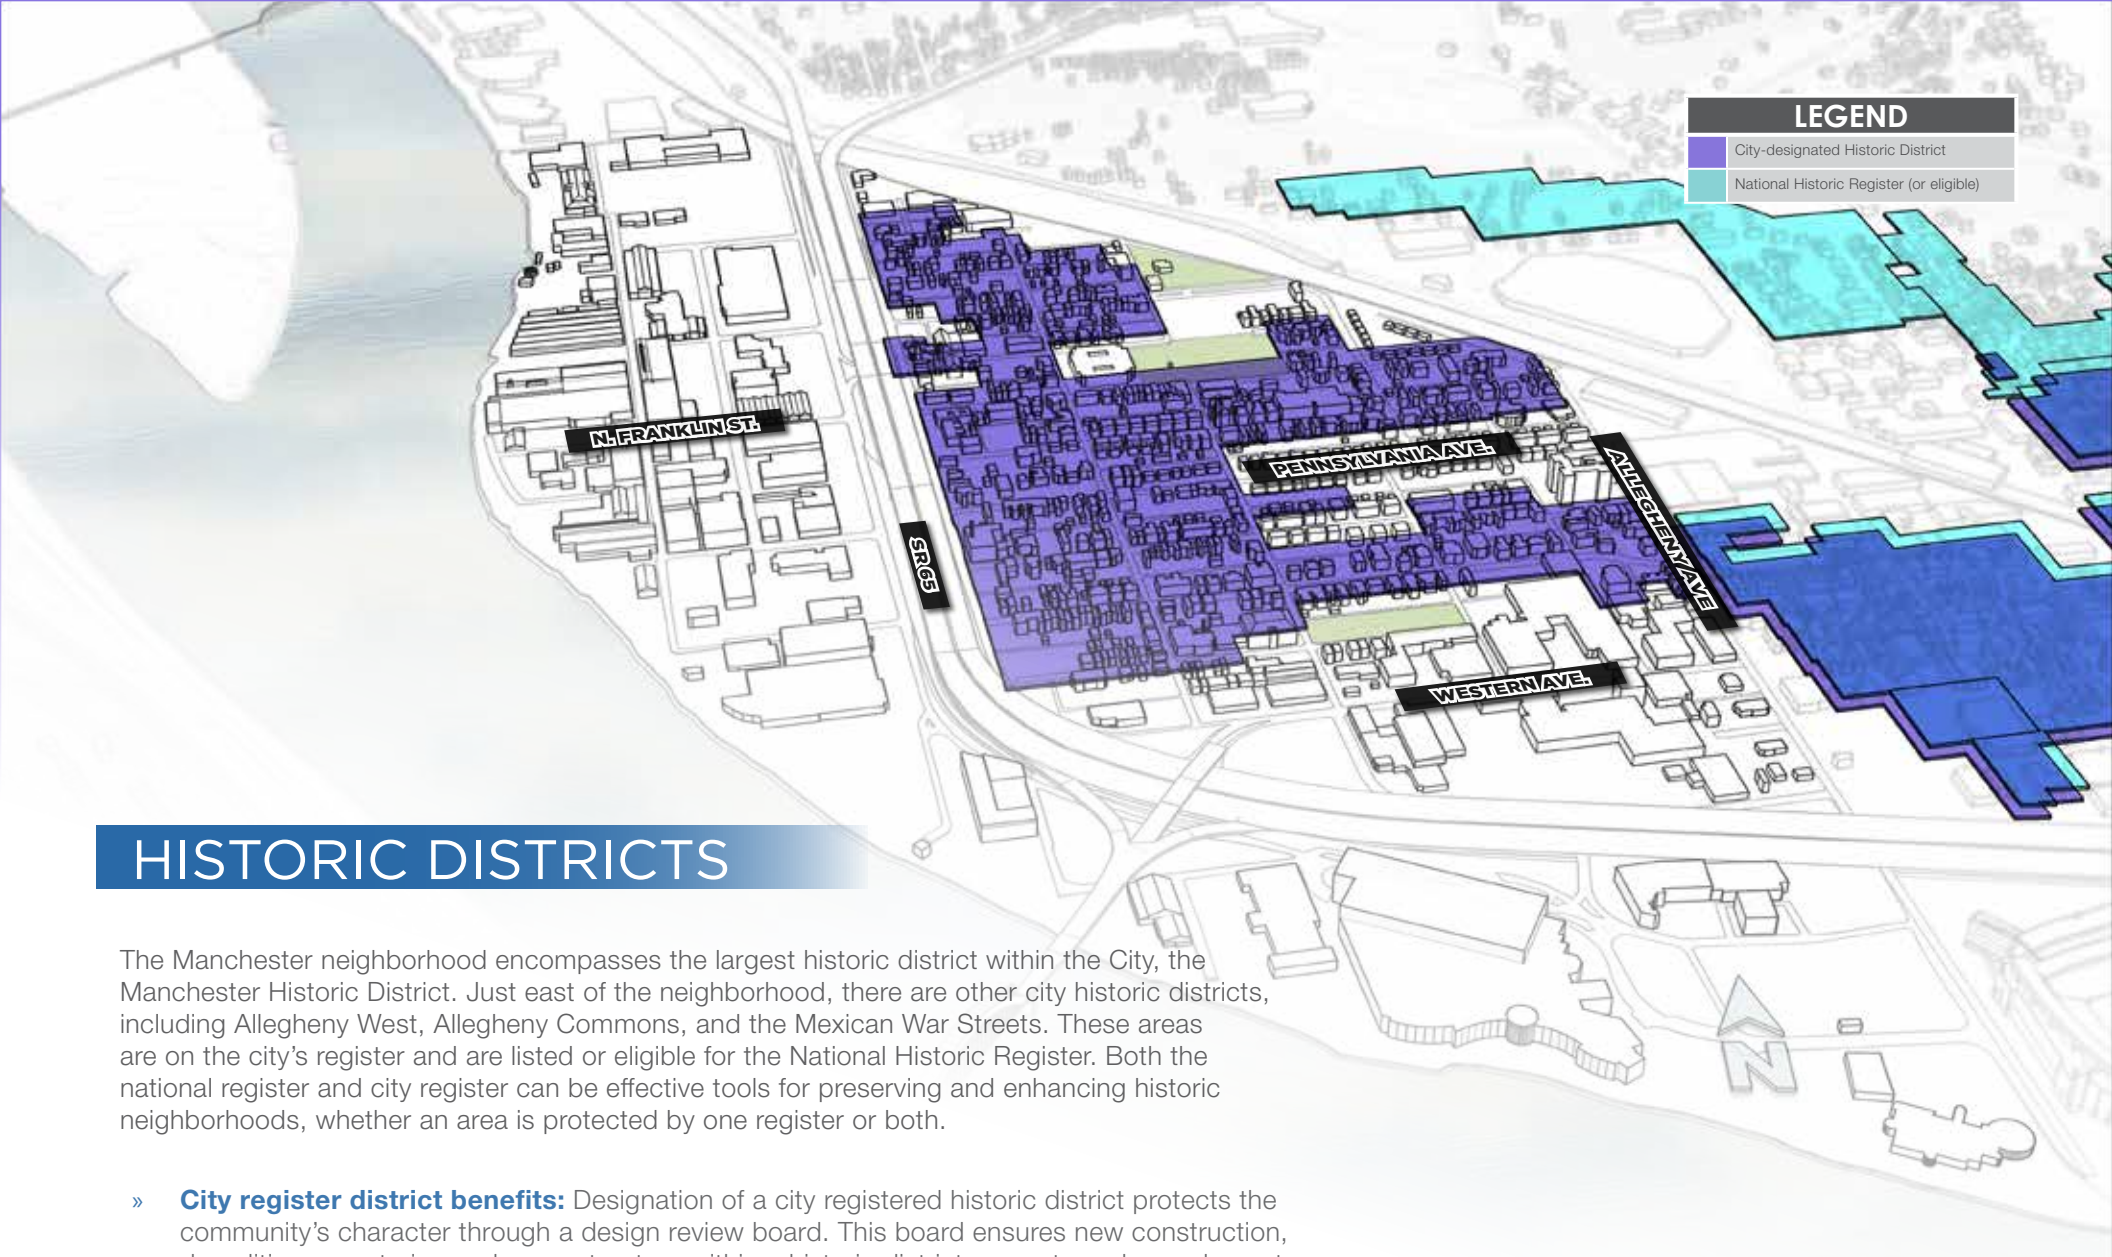 LEGEND
City-designated Historic District
National Historic Register (or eligible)
N. FRANKLIN ST.
PENNSYLVANIA AVE.
ALLEGHENY AVE
SR 65
WESTERN AVE.
HISTORIC DISTRICTS
The Manchester neighborhood encompasses the largest historic district within the City, the
Manchester Historic District. Just east of the neighborhood, there are other city historic districts,
including Allegheny West, Allegheny Commons, and the Mexican War Streets. These areas
are on the city's register and are listed or eligible for the National Historic Register. Both the
national register and city register can be effective tools for preserving and enhancing historic
neighborhoods, whether an area is protected by one register or both.
N
» City register district benefits: Designation of a city registered historic district protects the
community's character through a design review board. This board ensures new construction,